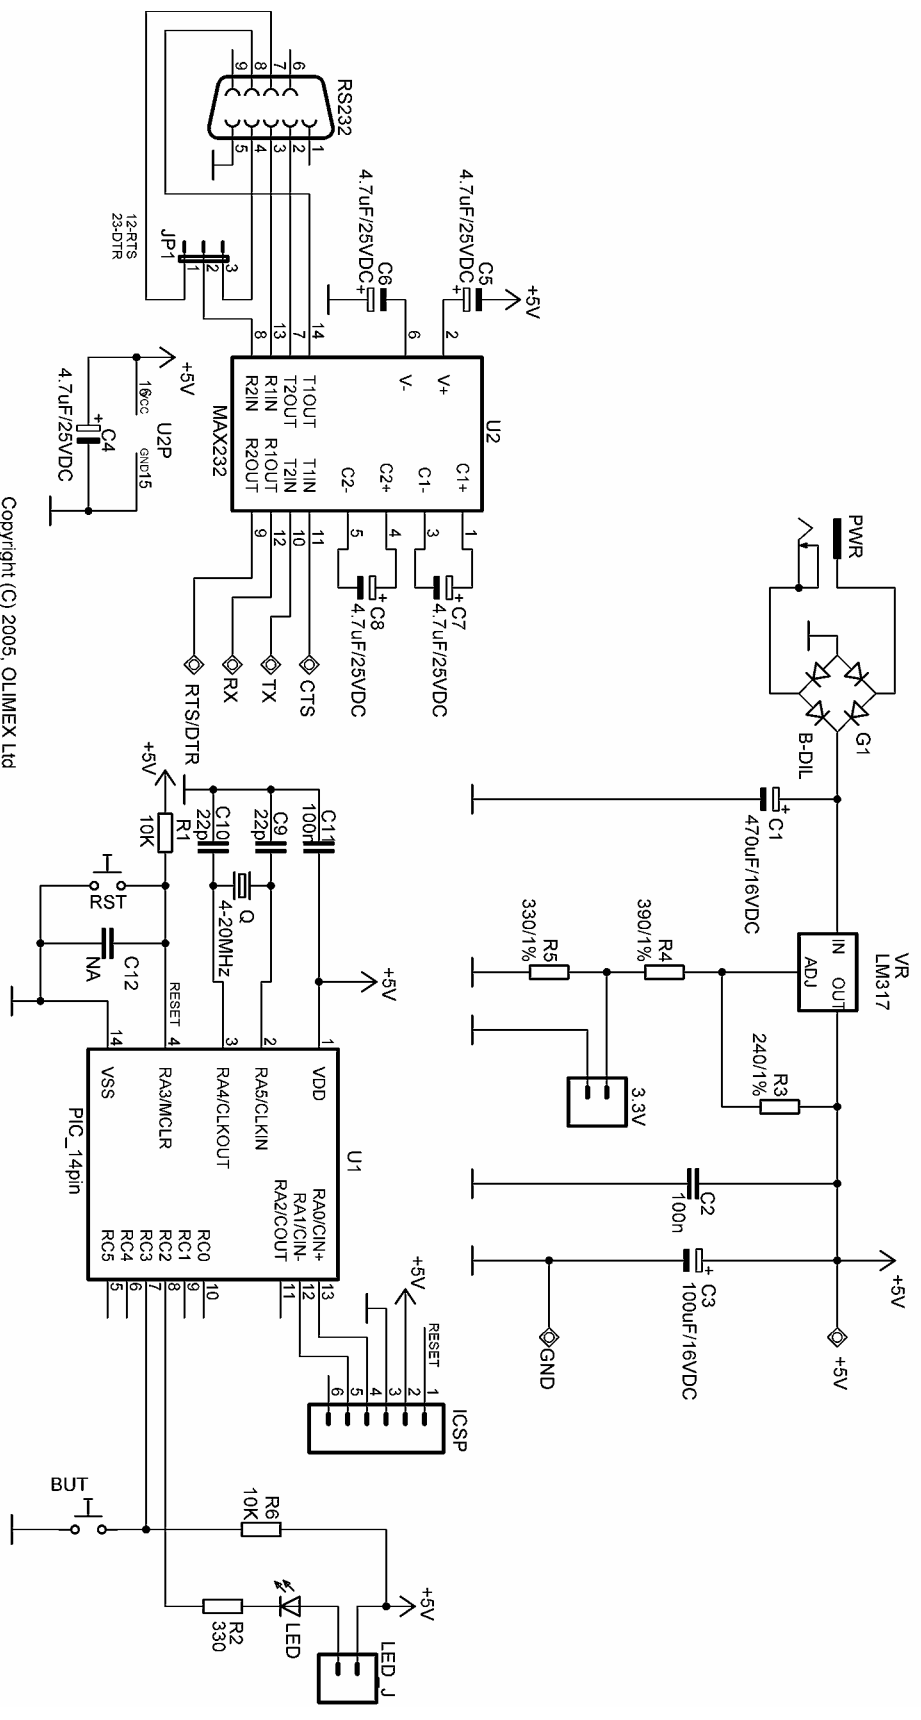 PWR
G1
B-DIL
+
C1
470uF/16VDC
VR
LM317
IN
OUT
ADJ
R3
240/1%
R4
390/1%
R5
330/1%
3.3V
C2
100n
+
C3
100uF/16VDC
+5V
+5V
GND
RS232
1
2
3
4
5
6
7
8
9
12-RTS
23-DTR
JP1
1
2
3
C5
4.7uF/25VDC
+
+5V
C6
4.7uF/25VDC
+
U2
MAX232
2
V+
6
V-
14
T1OUT
7
T2OUT
13
R1IN
8
R2IN
C1+
1
C1-
3
C2+
4
C2-
5
T1IN
11
T2IN
10
R1OUT
12
R2OUT
9
+
C7
4.7uF/25VDC
+
C8
4.7uF/25VDC
CTS
TX
RX
RTS/DTR
+5V
U2P
16
VCC
GND
15
+
C4
4.7uF/25VDC
C11
100n
C9
22p
C10
22p
Q
4-20MHz
+5V
+5V
R1
10K
RST
C12
NA
RESET
U1
PIC_14pin
1
VDD
2
RA5/CLKIN
3
RA4/CLKOUT
4
RA3/MCLR
14
VSS
RA0/CIN+
13
RA1/CIN-
12
RA2/COUT
11
RC0
10
RC1
9
RC2
8
RC3
7
RC4
6
RC5
5
ICSP
RESET
1
2
3
4
5
6
+5V
BUT
R6
10K
R2
330
LED
LED_J
+5V
Copyright (C) 2005, OLIMEX Ltd